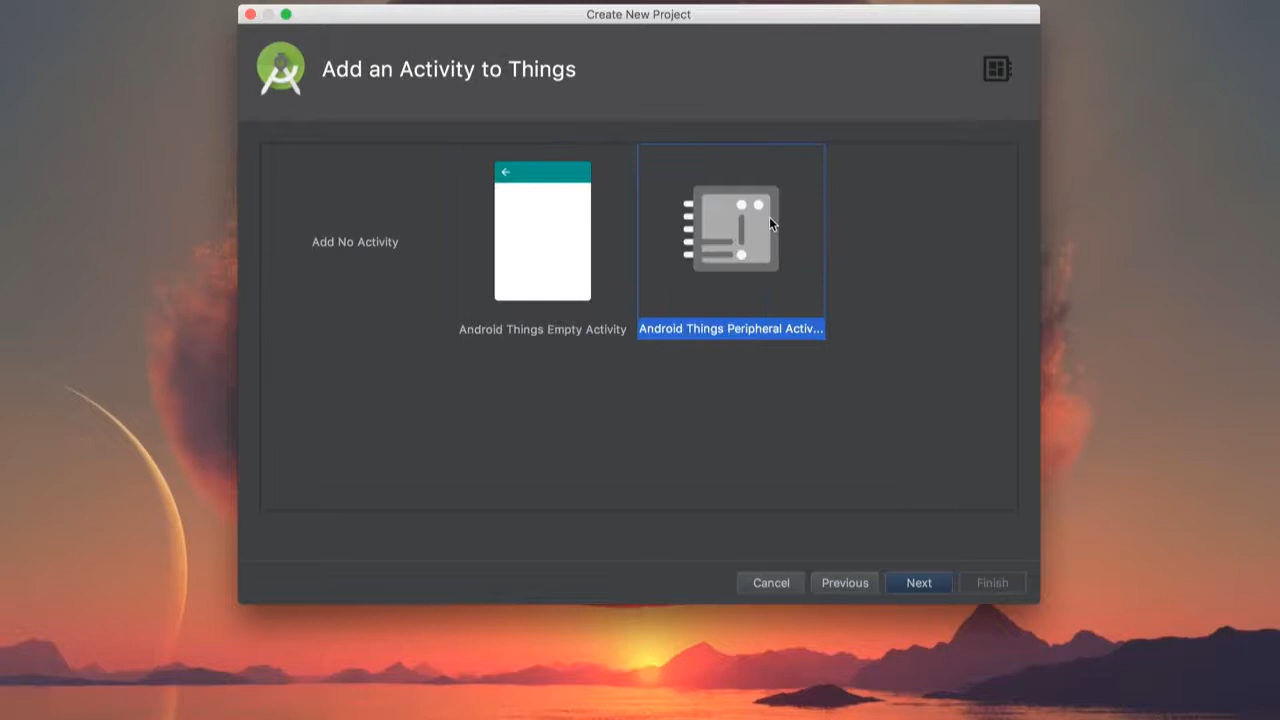 Create New Project
Add an Activity to Things
Add No Activity
Android Things Empty Activity
Android Things Peripheral Activ...
Cancel
Previous
Next
Finish